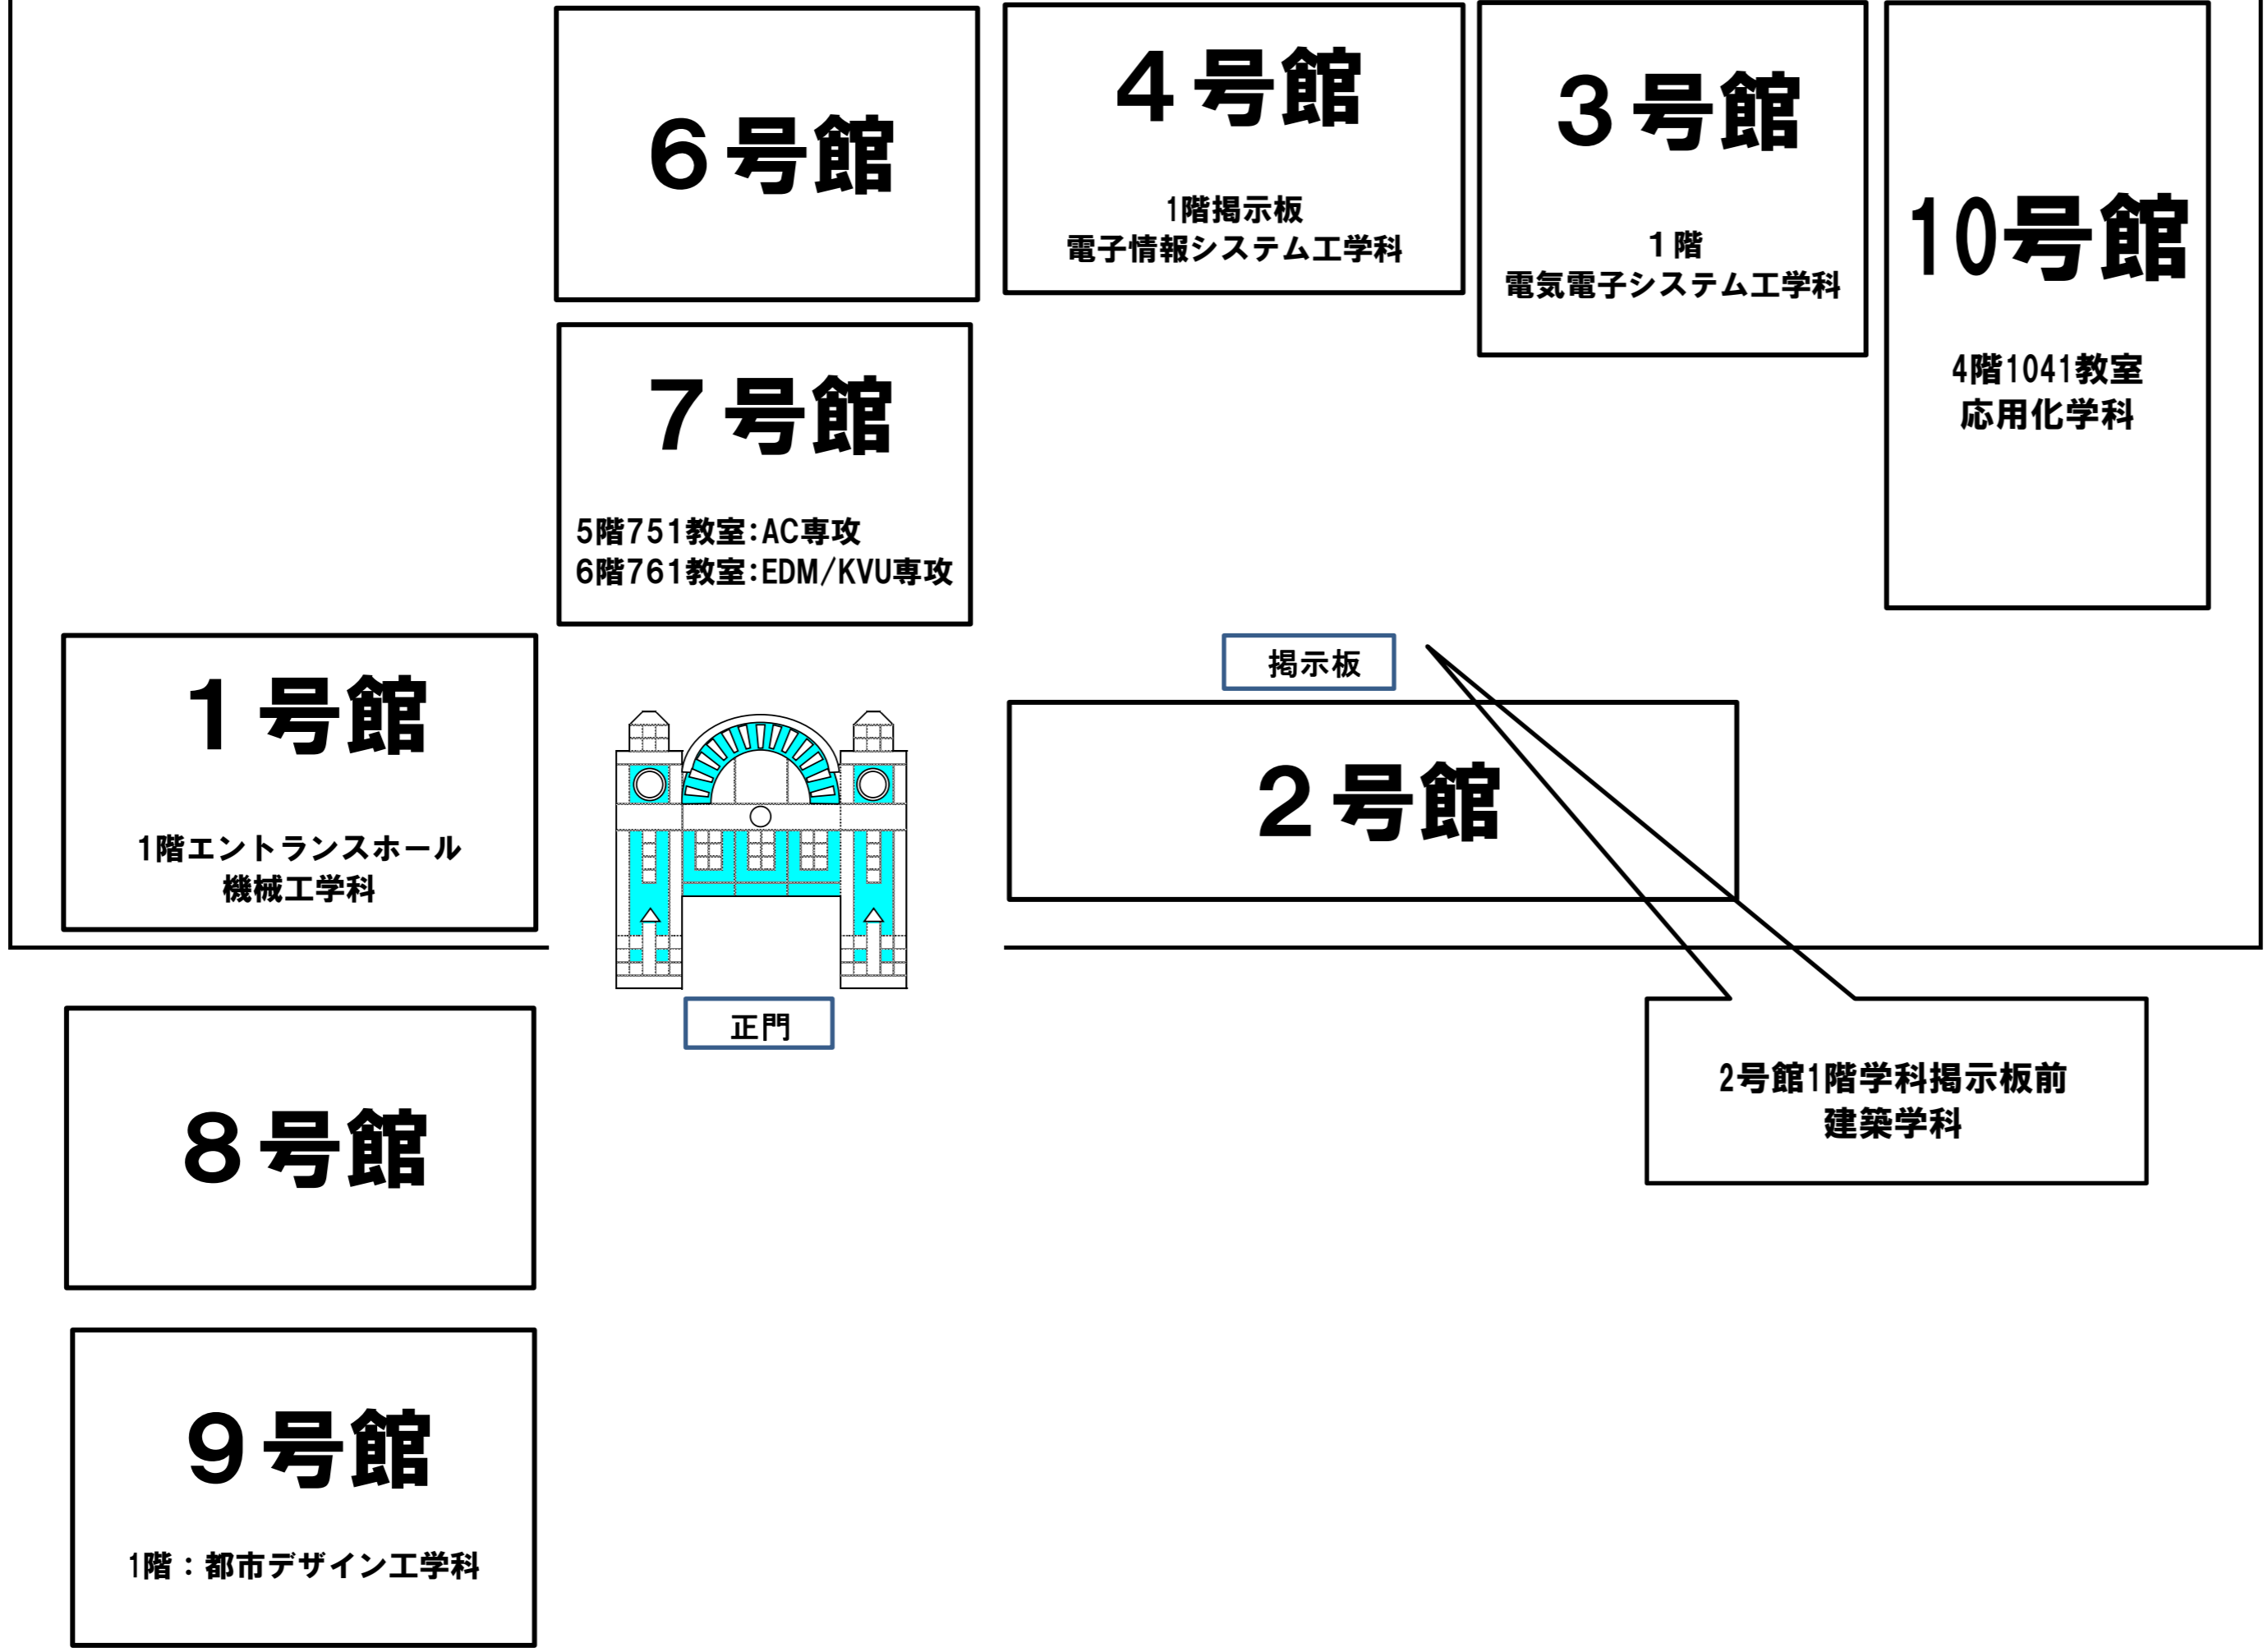 ６号館
４号館
1階掲示板
電子情報システム工学科
３号館
１階
電気電子システム工学科
10号館
4階1041教室
応用化学科
７号館
5階751教室:AC専攻
6階761教室:EDM/KVU専攻
１号館
1階エントランスホール
機械工学科
掲示板
２号館
正門
2号館1階学科掲示板前
建築学科
８号館
９号館
1階：都市デザイン工学科